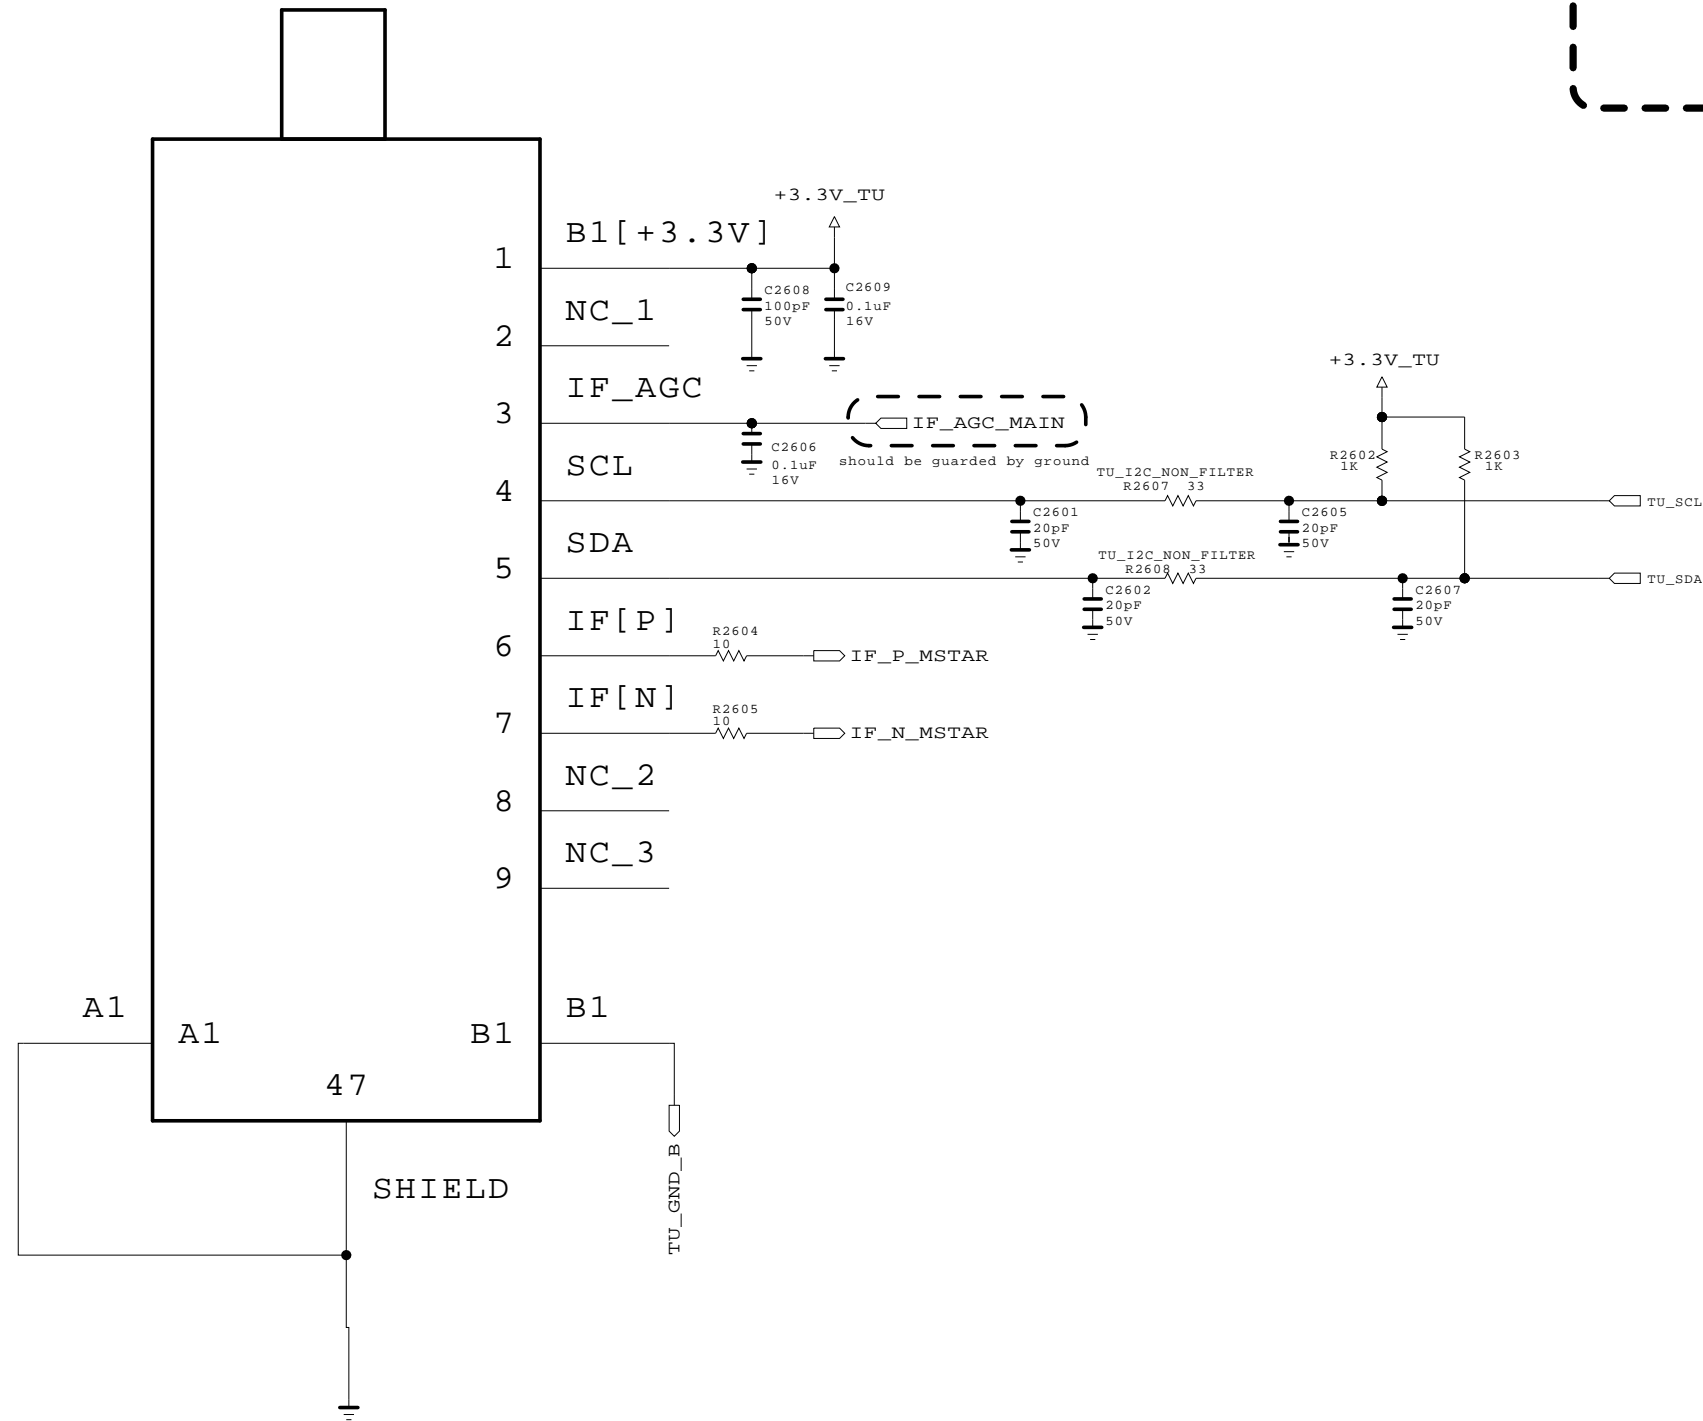 +3.3V_TU
B1[+3.3V]
1
C2608
100pF
50V
C2609
0.1uF
16V
NC_1
2
IF_AGC
3
C2606
0.1uF
16V
IF_AGC_MAIN
should be guarded by ground
+3.3V_TU
R2602
1K
R2603
1K
SCL
4
C2601
20pF
50V
TU_I2C_NON_FILTER
R2607 33
C2605
20pF
50V
TU_SCL
SDA
5
C2602
20pF
50V
TU_I2C_NON_FILTER
R2608 33
C2607
20pF
50V
TU_SDA
IF[P]
6
R2604
10
IF_P_MSTAR
IF[N]
7
R2605
10
IF_N_MSTAR
NC_2
8
NC_3
9
A1
A1
B1
B1
47
SHIELD
TU_GND_B